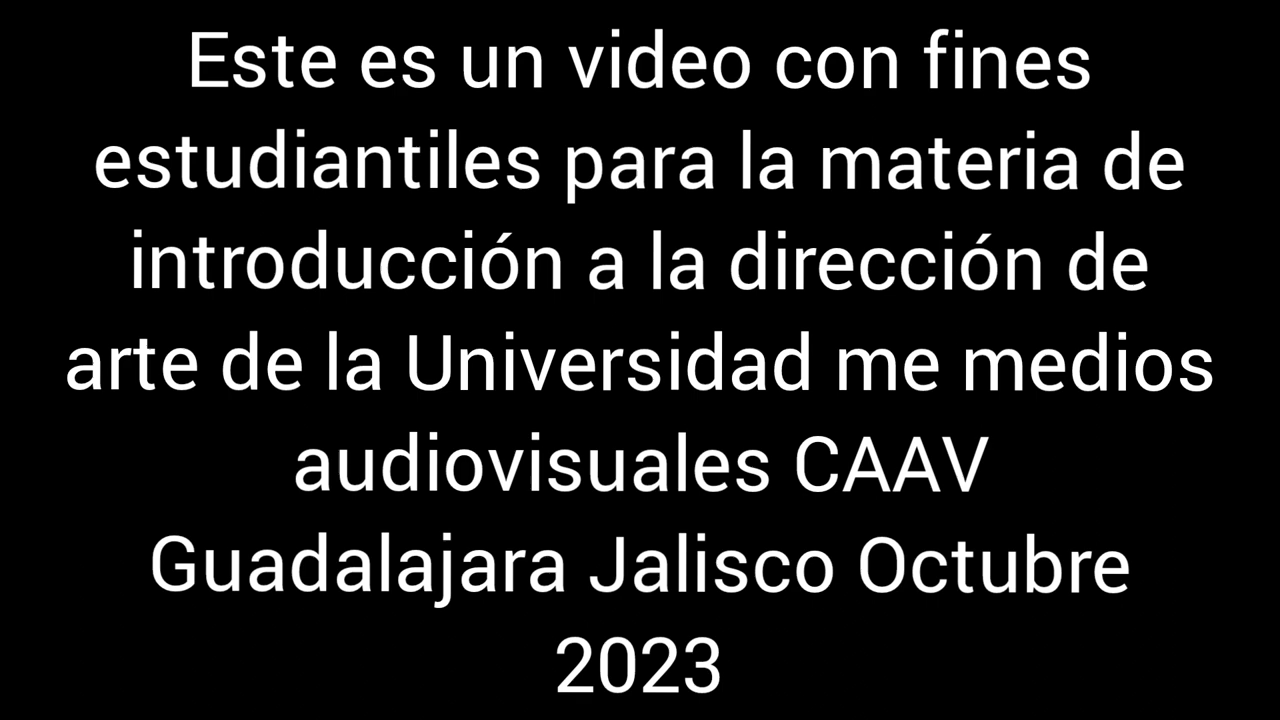 Este es un video con fines
estudiantiles para la materia de
introducción a la dirección de
arte de la Universidad me medios
audiovisuales CAAV
Guadalajara Jalisco Octubre
2023